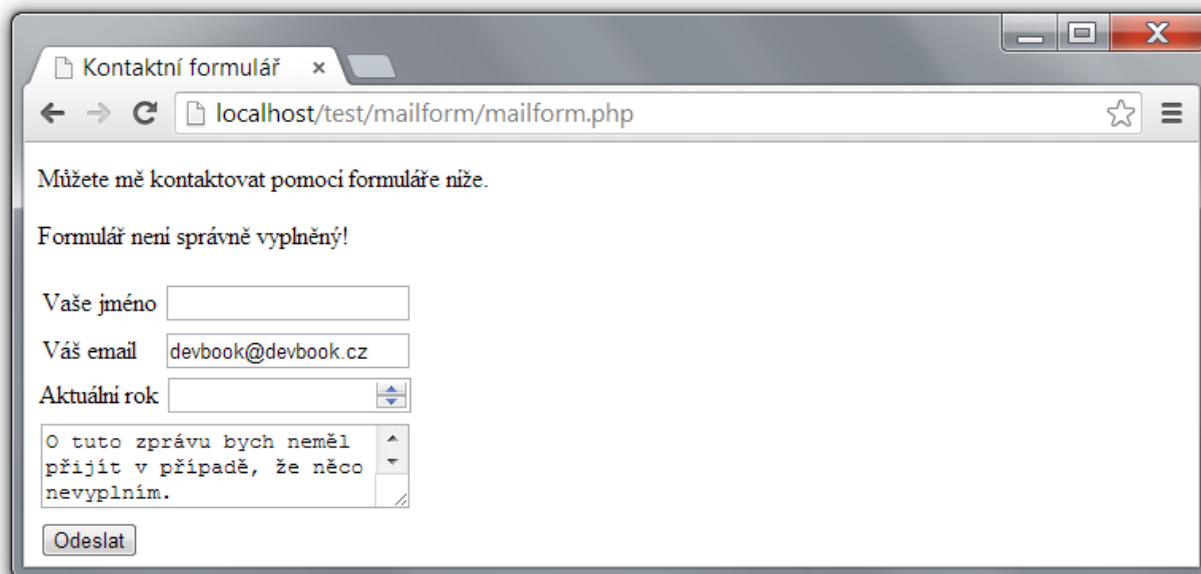 Kontaktní formulář
localhost/test/mailform/mailform.php
Můžete mě kontaktovat pomocí formuláře níže.
Formulář není správně vyplněný!
Vaše jméno
Váš email devbook@devbook.cz
Aktuální rok
O tuto zprávu bych neměl
přijít v případě, že něco
nevyplním.
Odeslat